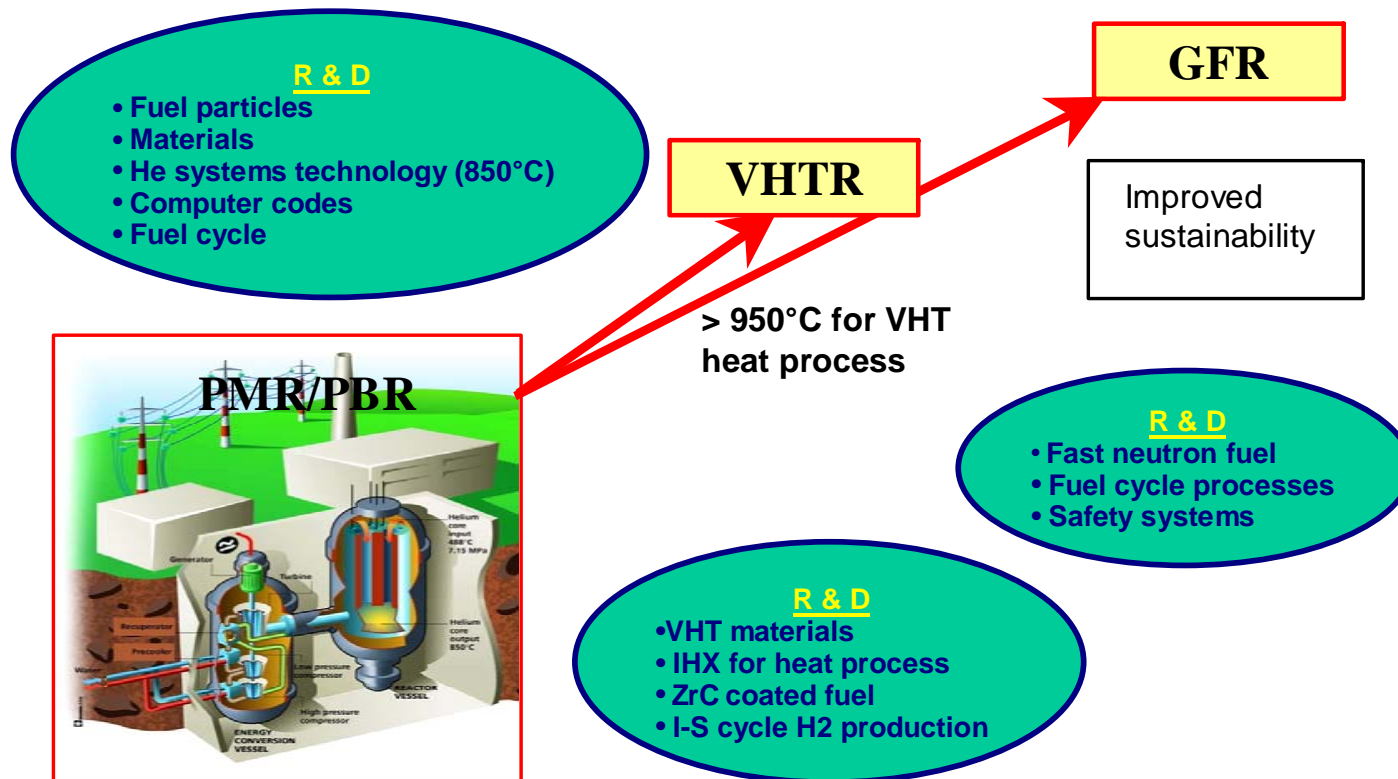 R & D
• Fuel particles
• Materials
• He systems technology (850°C)
• Computer codes
• Fuel cycle
GFR
VHTR
Improved
sustainability
> 950°C for VHT
heat process
PMR/PBR
Helium
core
input
488°C
7.15 MPa
Generator
Turbine
Recuperator
Precooler
Water
Low pressure
compressor
Helium
core
output
850°C
REACTOR
VESSEL
High pressure
compressor
ENERGY
CONVERSION
VESSEL
R & D
• Fast neutron fuel
• Fuel cycle processes
• Safety systems
R & D
•VHT materials
• IHX for heat process
• ZrC coated fuel
• I-S cycle H2 production